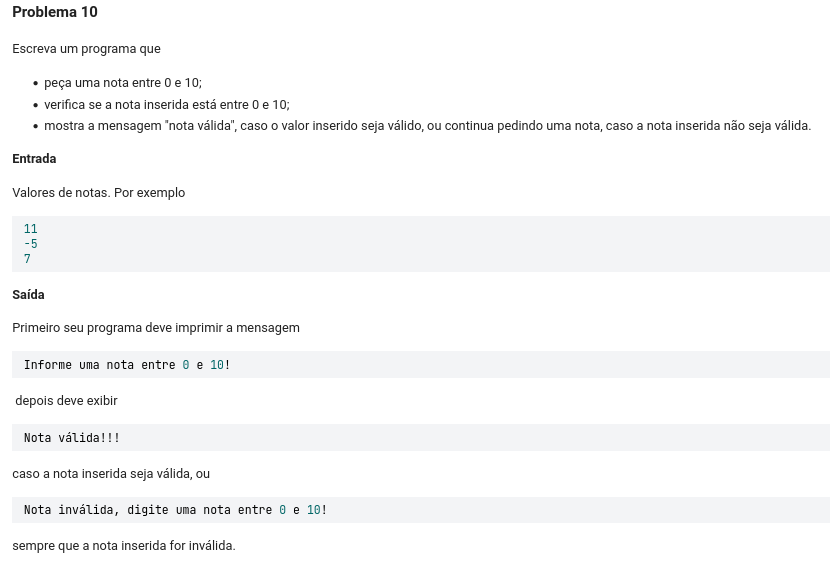 Problema 10
Escreva um programa que
• peça uma nota entre 0 e 10;
• verifica se a nota inserida está entre 0 e 10;
• mostra a mensagem "nota válida", caso o valor inserido seja válido, ou continua pedindo uma nota, caso a nota inserida não seja válida.
Entrada
Valores de notas. Por exemplo
11
-5
7
Saída
Primeiro seu programa deve imprimir a mensagem
Informe uma nota entre 0 e 10!
depois deve exibir
Nota válida!!!
caso a nota inserida seja válida, ou
Nota inválida, digite uma nota entre 0 e 10!
sempre que a nota inserida for inválida.